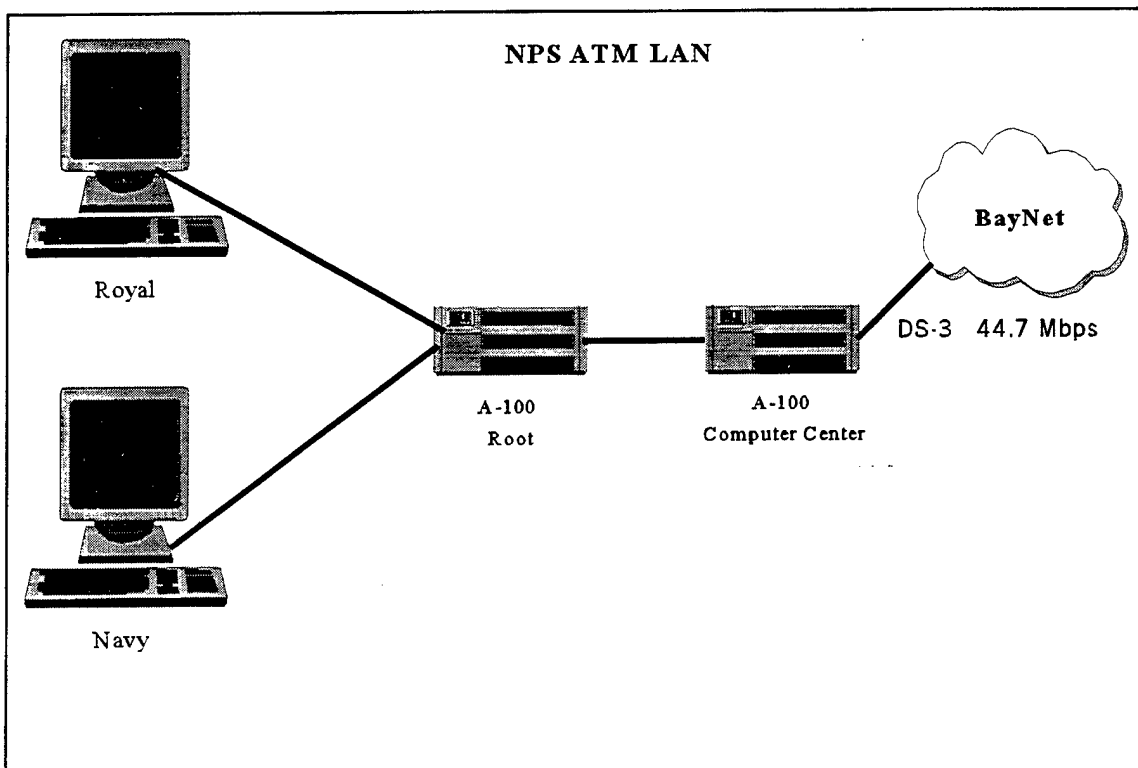 NPS ATM LAN
Royal
BayNet
DS-3 44.7 Mbps
A-100
Root
A-100
Computer Center
Navy